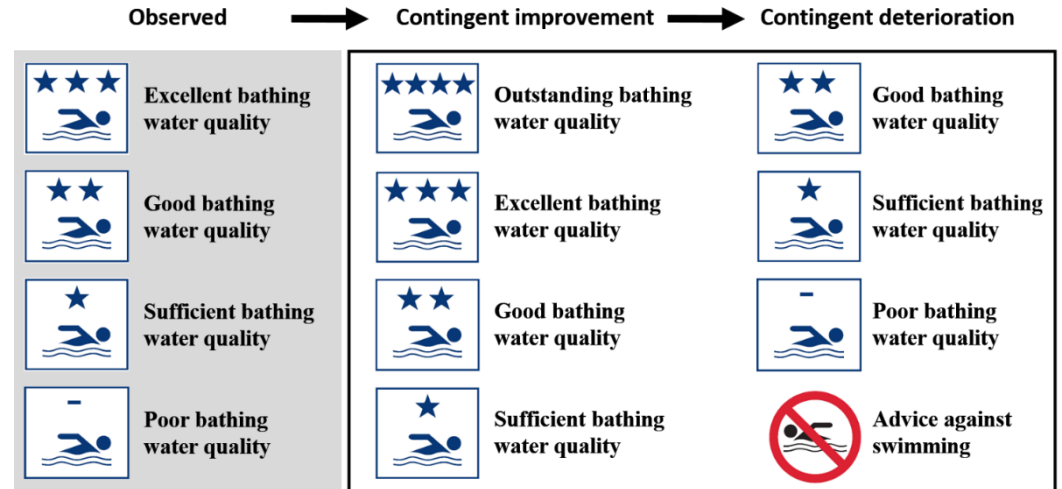 Observed
Contingent improvement
Contingent deterioration
Excellent bathing
water quality
Outstanding bathing
water quality
Good bathing
water quality
Good bathing
water quality
Excellent bathing
water quality
Sufficient bathing
water quality
Sufficient bathing
water quality
Good bathing
water quality
Poor bathing
water quality
Poor bathing
water quality
Sufficient bathing
water quality
Advice against
swimming